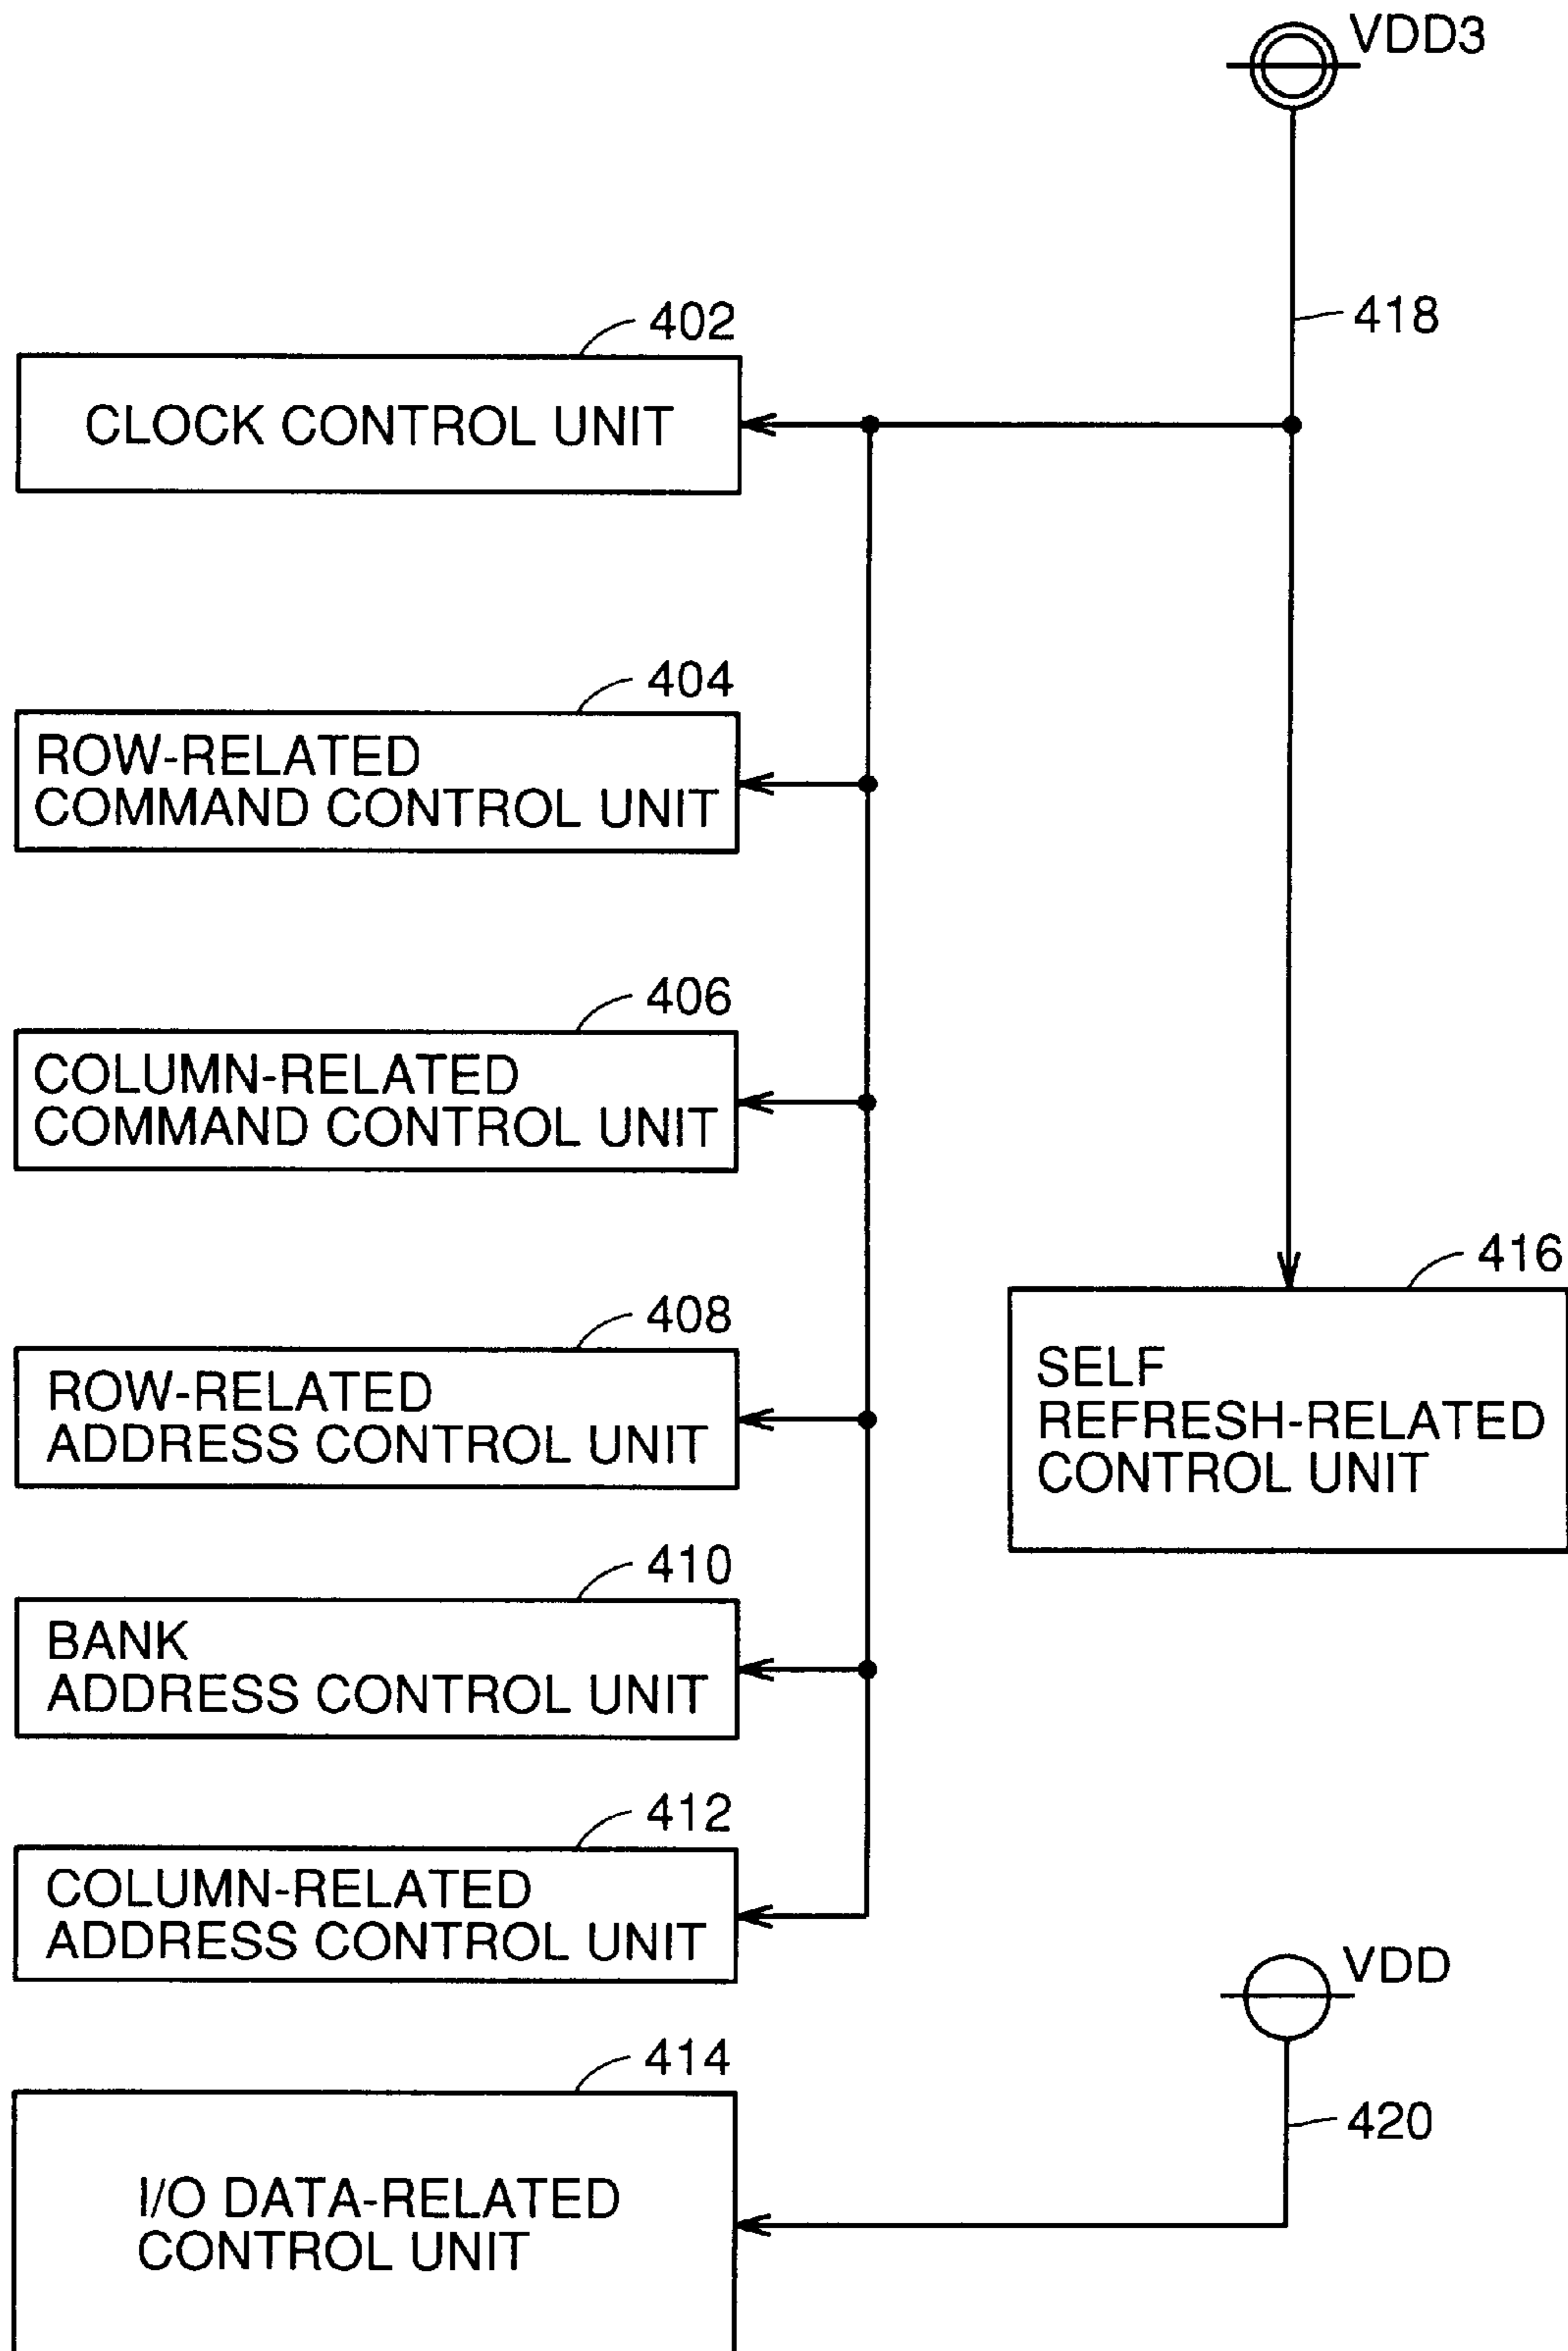 VDD3
418
402
CLOCK CONTROL UNIT
404
ROW-RELATED
COMMAND CONTROL UNIT
406
COLUMN-RELATED
COMMAND CONTROL UNIT
416
SELF
REFRESH-RELATED
CONTROL UNIT
408
ROW-RELATED
ADDRESS CONTROL UNIT
410
BANK
ADDRESS CONTROL UNIT
412
COLUMN-RELATED
ADDRESS CONTROL UNIT
VDD
420
414
I/O DATA-RELATED
CONTROL UNIT